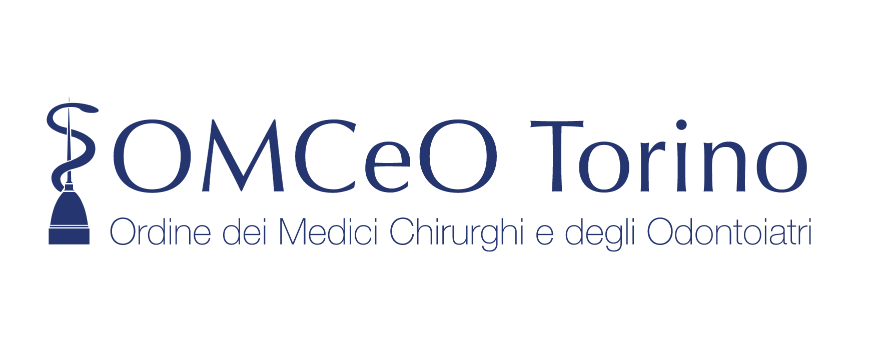 OMCeO Torino
Ordine dei Medici Chirurghi e degli Odontoiatri